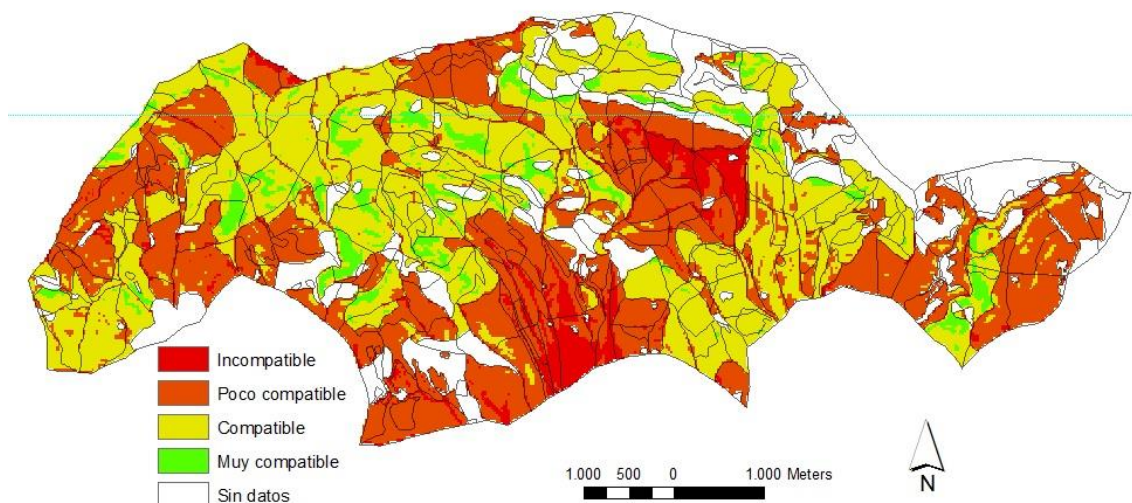 Incompatible
Poco compatible
Compatible
Muy compatible
Sin datos
1.000 500 0 1.000 Meters
N